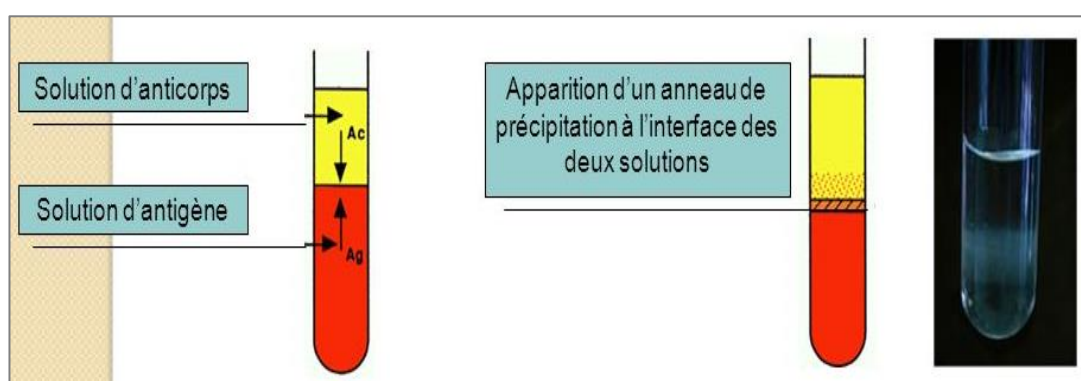 Solution d'anticorps
Ac
Solution d'antigène
Ag
Apparition d'un anneau de
précipitation à l'interface des
deux solutions